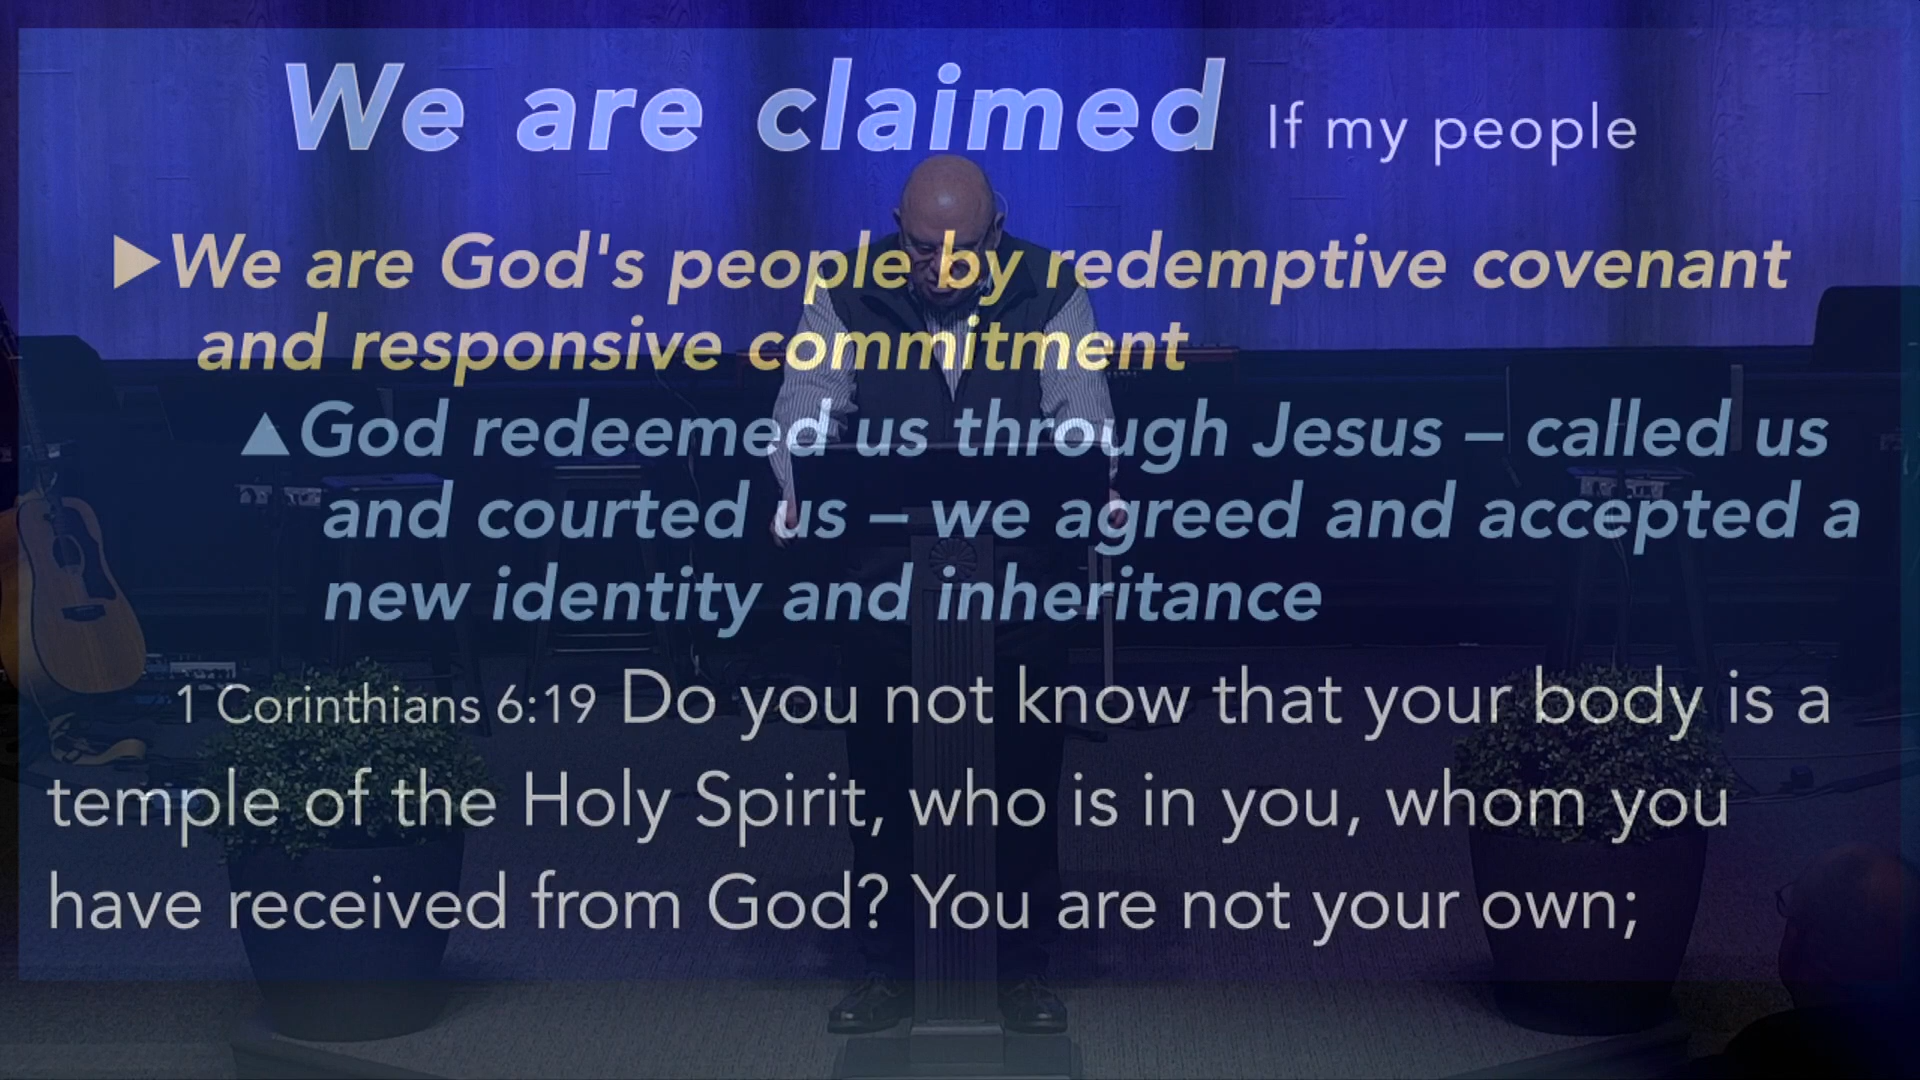 We are claimed If my people
▶We are God's people by redemptive covenant
and responsive commitment
▲God redeemed us through Jesus – called us
and courted us – we agreed and accepted a
new identity and inheritance
1 Corinthians 6:19 Do you not know that your body is a
temple of the Holy Spirit, who is in you, whom you
have received from God? You are not your own;